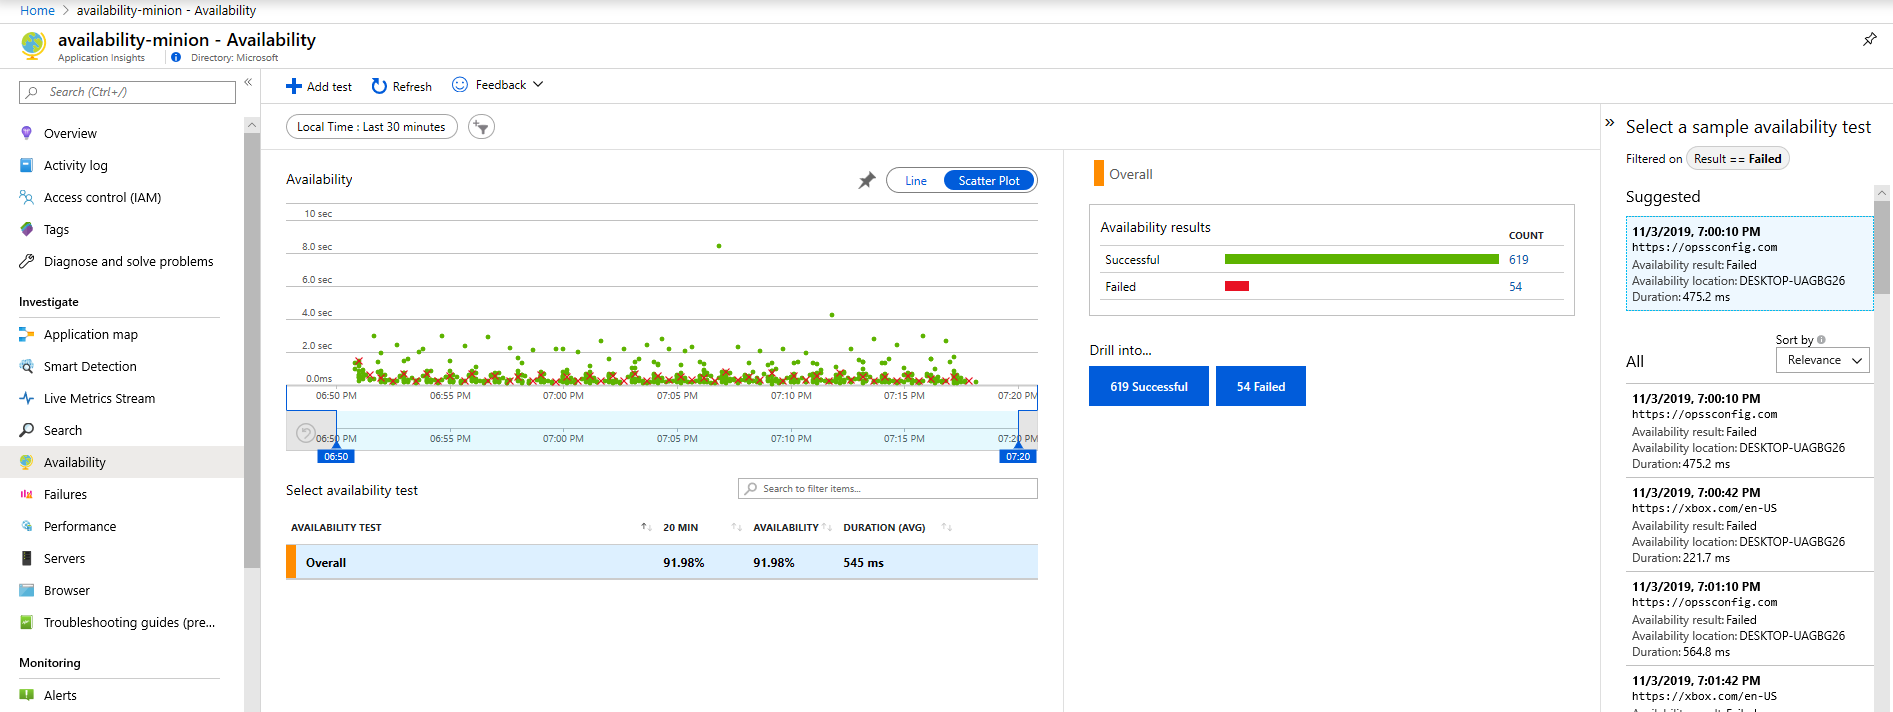 Home > availability-minion - Availability
availability-minion - Availability
Application Insights
Directory: Microsoft
Search (Ctrl+/)
«
Overview
Activity log
Access control (IAM)
Tags
Diagnose and solve problems
Investigate
Application map
Smart Detection
Live Metrics Stream
Search
Availability
Failures
Performance
Servers
Browser
Troubleshooting guides (pre...
Monitoring
Alerts
Add test
Refresh
Feedback
Local Time : Last 30 minutes
Availability
Line
Scatter Plot
10 sec
8.0 sec
6.0 sec
4.0 sec
2.0 sec
0.0ms
06:50 PM 06:55 PM 07:00 PM 07:05 PM 07:10 PM 07:15 PM 07:20 PM
06:50 PM 06:55 PM 07:00 PM 07:05 PM 07:10 PM 07:15 PM 07:20 PM
06:50 07:20
Select availability test
Search to filter items...
AVAILABILITY TEST 20 MIN AVAILABILITY DURATION (AVG)
Overall 91.98% 91.98% 545 ms
Overall
Availability results COUNT
Successful 619
Failed 54
Drill into...
619 Successful
54 Failed
» Select a sample availability test
Filtered on Result == Failed
Suggested
11/3/2019, 7:00:10 PM
https://opssconfig.com
Availability result: Failed
Availability location: DESKTOP-UAGBG26
Duration: 475.2 ms
Sort by
All
Relevance
11/3/2019, 7:00:10 PM
https://opssconfig.com
Availability result: Failed
Availability location: DESKTOP-UAGBG26
Duration: 475.2 ms
11/3/2019, 7:00:42 PM
https://xbox.com/en-US
Availability result: Failed
Availability location: DESKTOP-UAGBG26
Duration: 221.7 ms
11/3/2019, 7:01:10 PM
https://opssconfig.com
Availability result: Failed
Availability location: DESKTOP-UAGBG26
Duration: 564.8 ms
11/3/2019, 7:01:42 PM
https://xbox.com/en-US